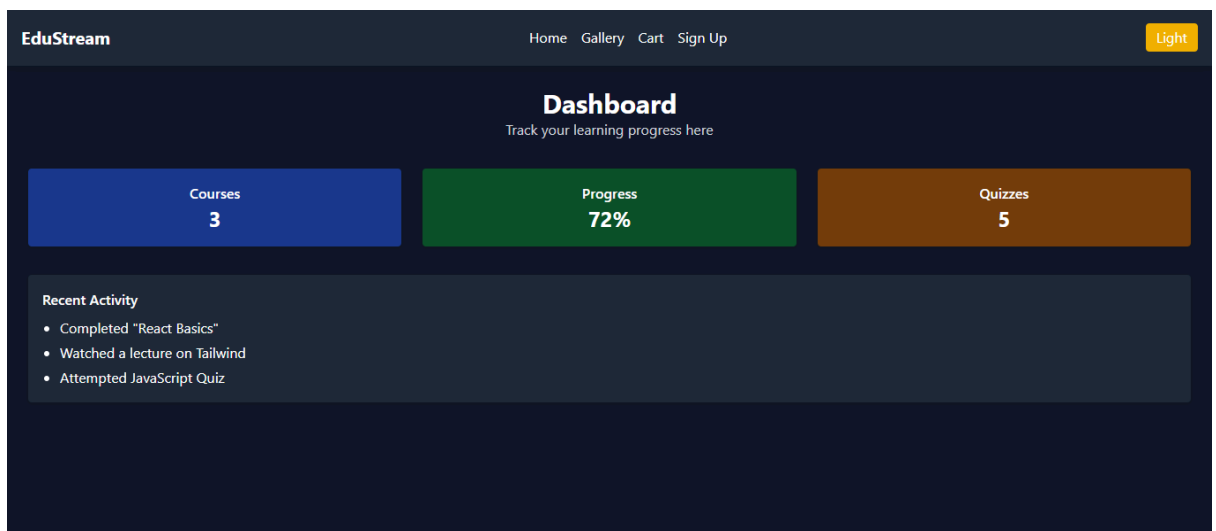 EduStream
Home Gallery Cart Sign Up
Light
Dashboard
Track your learning progress here
Courses
3
Progress
72%
Quizzes
5
Recent Activity
Completed "React Basics"
Watched a lecture on Tailwind
Attempted JavaScript Quiz